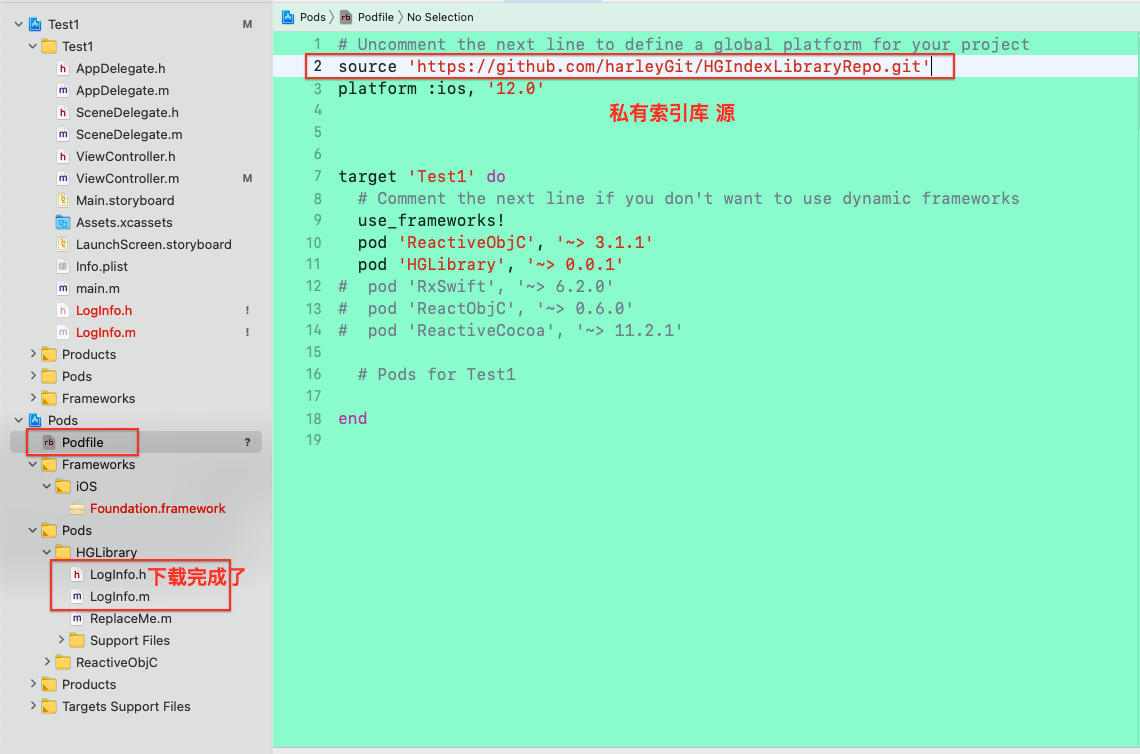 Test1 M
Test1
AppDelegate.h
AppDelegate.m
SceneDelegate.h
SceneDelegate.m
ViewController.h
ViewController.m M
Main.storyboard
Assets.xcassets
LaunchScreen.storyboard
Info.plist
main.m
LogInfo.h !
LogInfo.m !
Products
Pods
Frameworks
Pods
Podfile ?
Frameworks
iOS
Foundation.framework
Pods
HGLibrary
LogInfo.h 下载完成了
LogInfo.m
ReplaceMe.m
Support Files
ReactiveObjC
Products
Targets Support Files
Pods 〉 Podfile 〉 No Selection
1 # Uncomment the next line to define a global platform for your project
2 source 'https://github.com/harleyGit/HGIndexLibraryRepo.git'
3 platform :ios, '12.0'
4 私有索引库 源
5
6
7 target 'Test1' do
8 # Comment the next line if you don't want to use dynamic frameworks
9 use_frameworks!
10 pod 'ReactiveObjC', '~> 3.1.1'
11 pod 'HGLibrary', '~> 0.0.1'
12 # pod 'RxSwift', '~> 6.2.0'
13 # pod 'ReactObjC', '~> 0.6.0'
14 # pod 'ReactiveCocoa', '~> 11.2.1'
15
16 # Pods for Test1
17
18 end
19